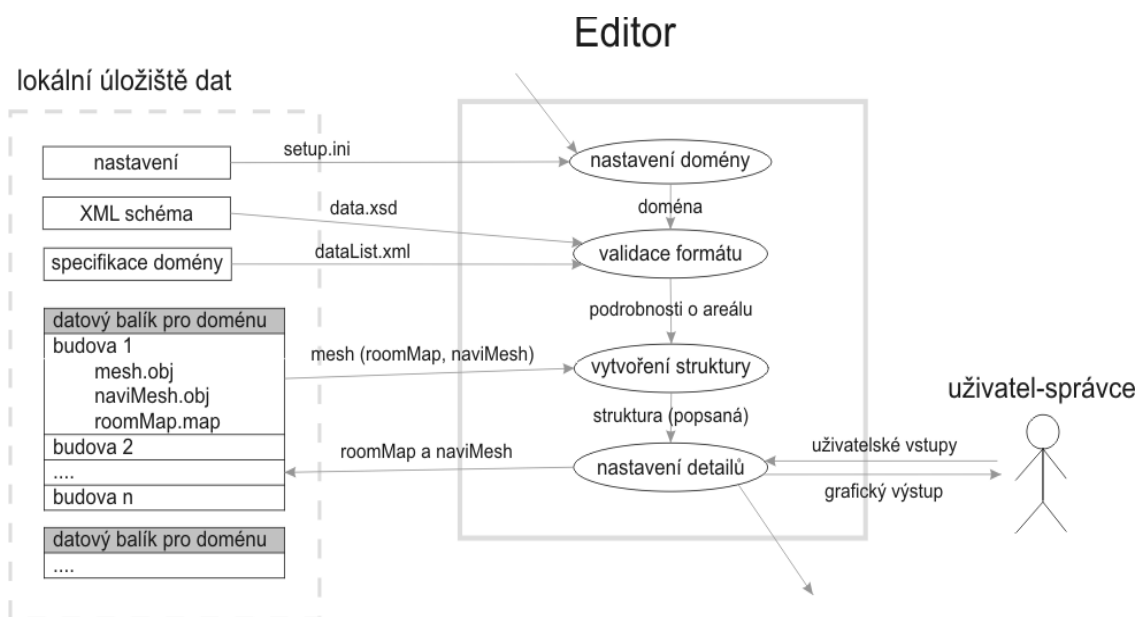 Editor
lokální úložiště dat
nastavení
setup.ini
nastavení domény
XML schéma
data.xsd
doména
specifikace domény
dataList.xml
validace formátu
podrobnosti o areálu
datový balík pro doménu
budova 1
mesh.obj
naviMesh.obj
roomMap.map
budova 2
....
budova n
mesh (roomMap, naviMesh)
vytvoření struktury
struktura (popsaná)
roomMap a naviMesh
nastavení detailů
uživatel-správce
uživatelské vstupy
grafický výstup
datový balík pro doménu
....